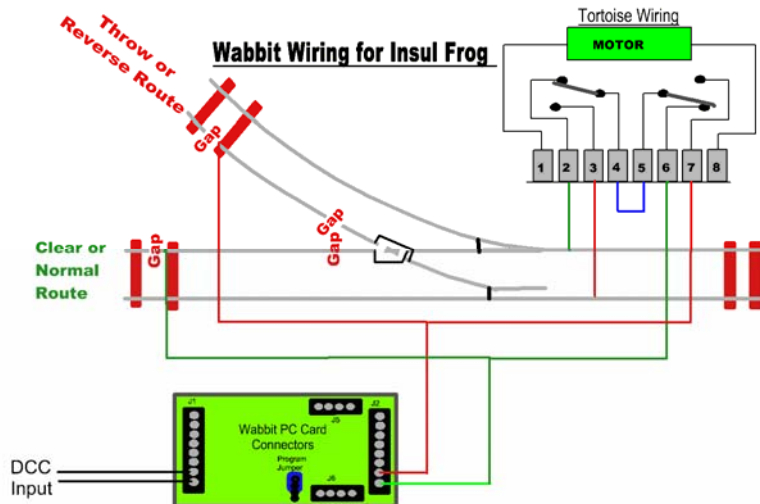 Tortoise Wiring
MOTOR
Wabbit Wiring for Insul Frog
Throw or
Reverse Route
Gap
1 2 3 4 5 6 7 8
Gap
Gap
Clear or
Normal
Route
Gap
J1
J5
J2
Wabbit PC Card
Connectors
Program
Jumper
J6
DCC
Input